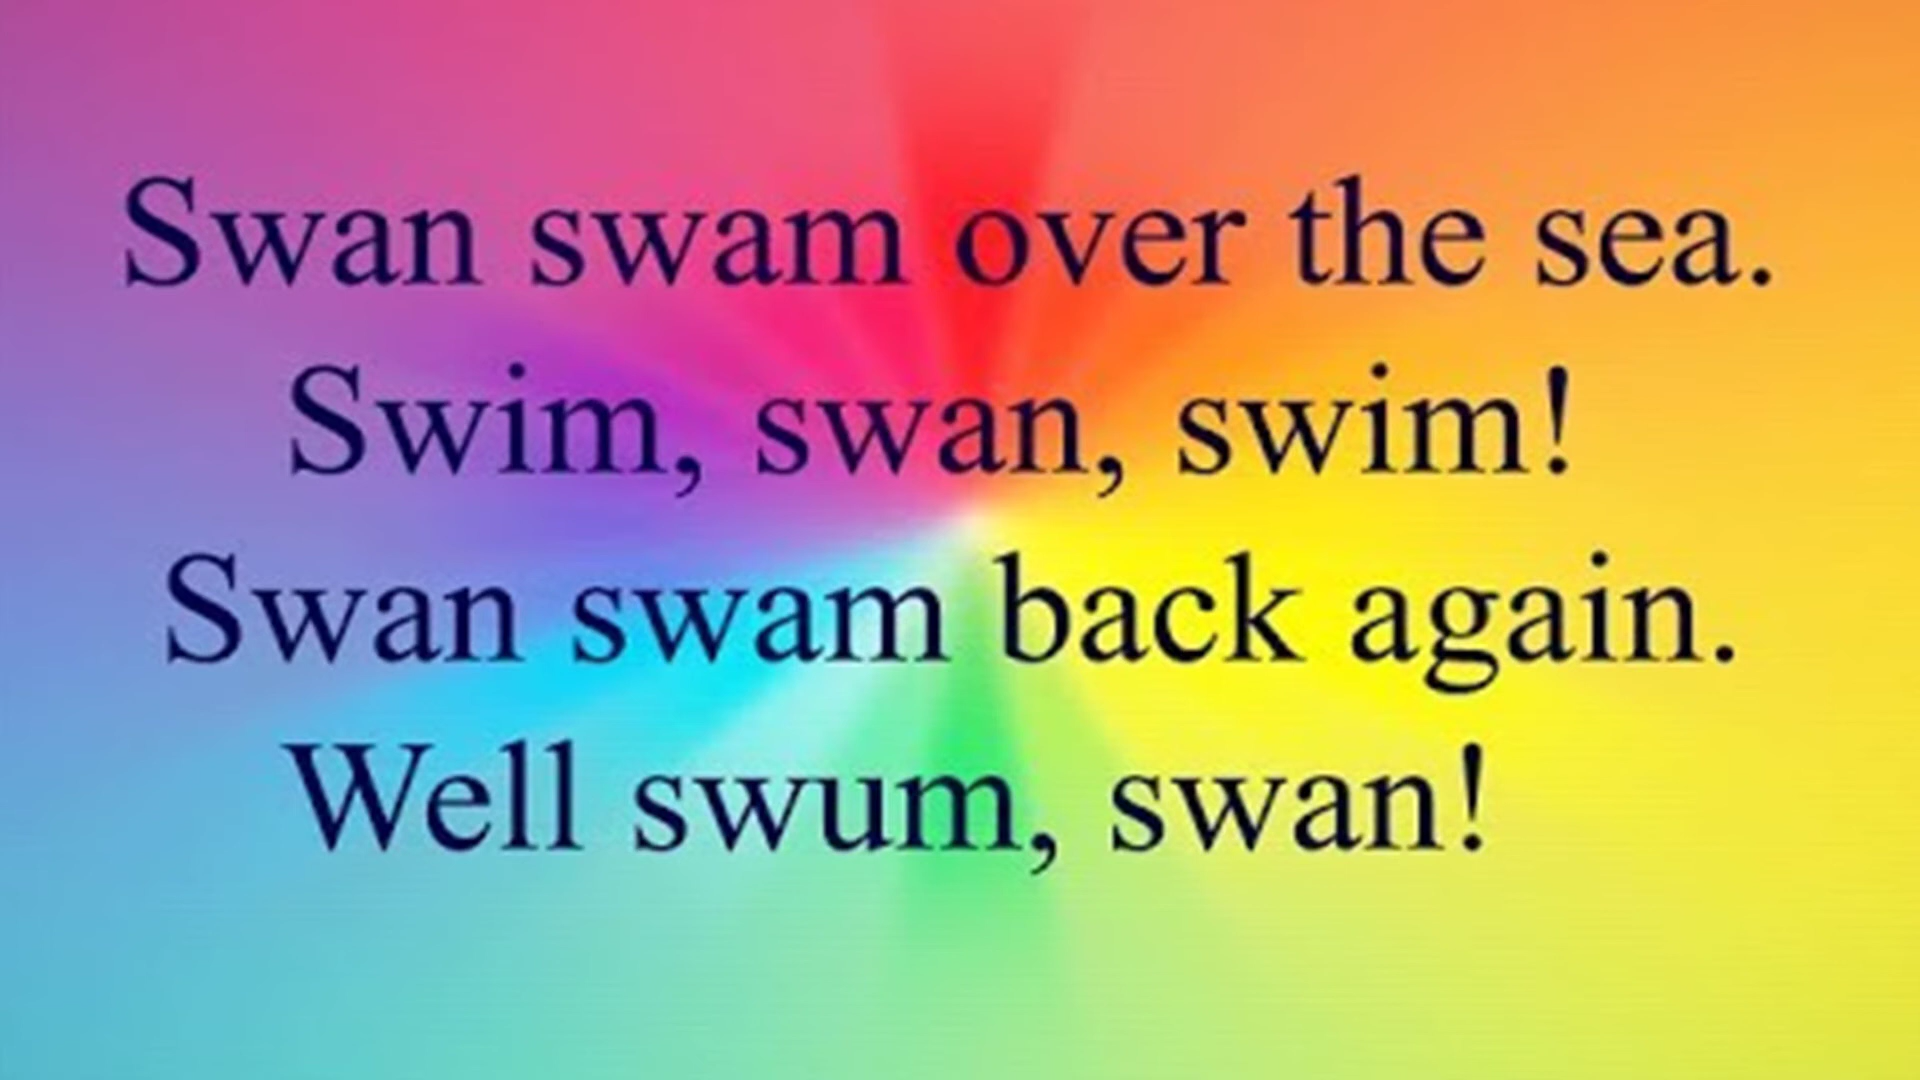 Swan swam over the sea.
Swim, swan, swim!
Swan swam back again.
Well swum, swan!